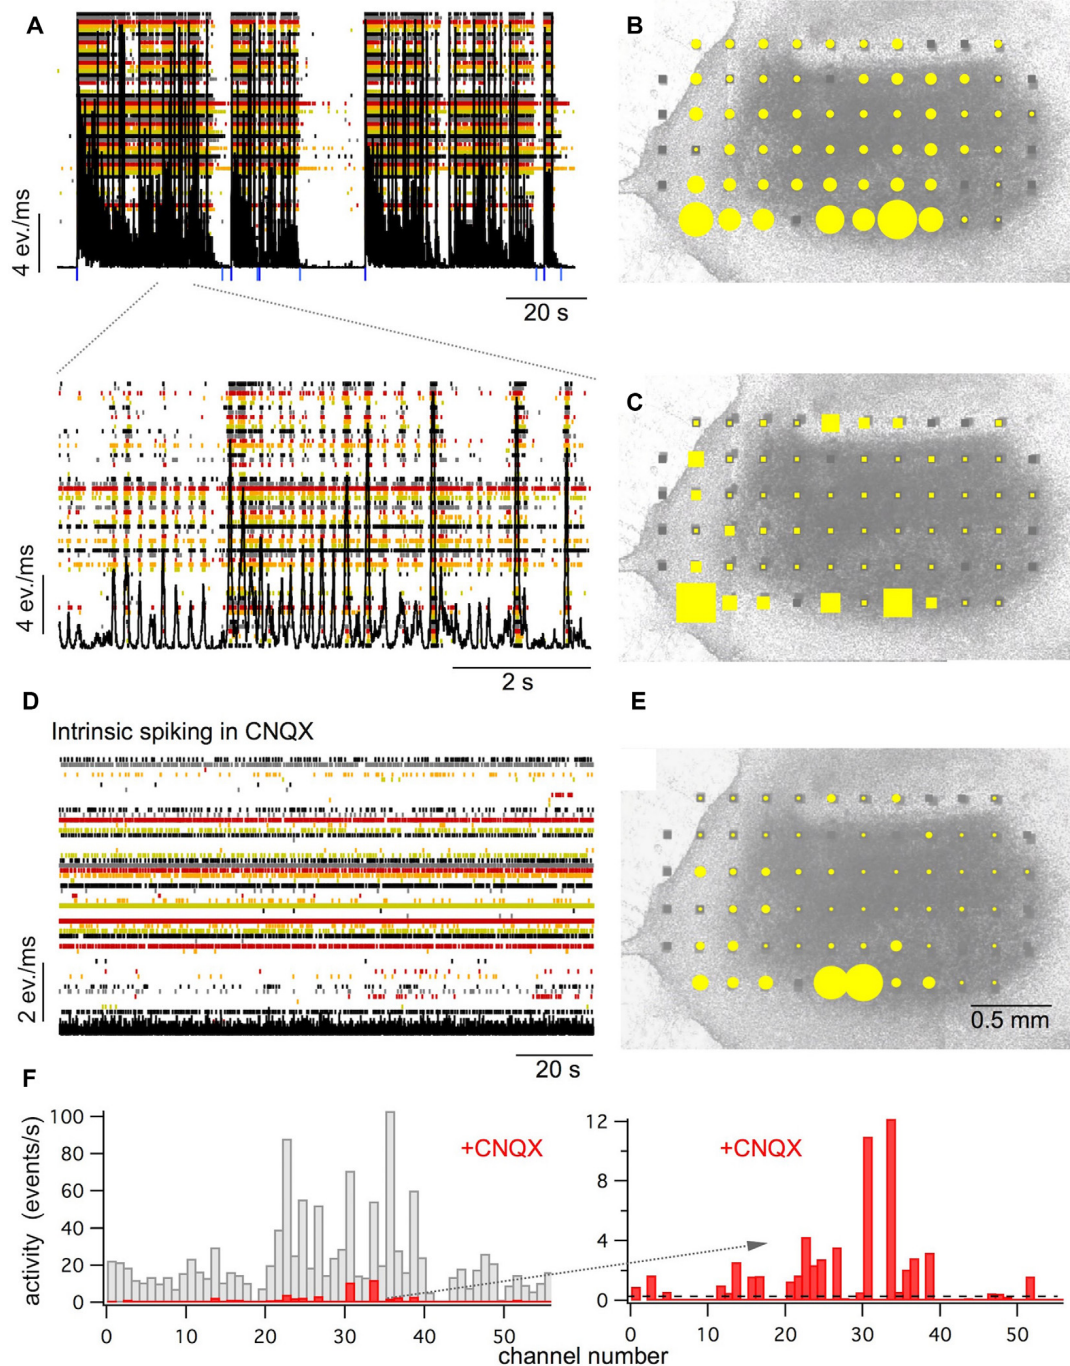 A
B
4 ev./ms
20 s
C
4 ev./ms
2 s
D
E
Intrinsic spiking in CNQX
2 ev./ms
0.5 mm
20 s
F
activity (events/s)
100
80
60
40
20
0
+CNQX
0 10 20 30 40 50
12
8
4
0
+CNQX
0 10 20 30 40 50
channel number